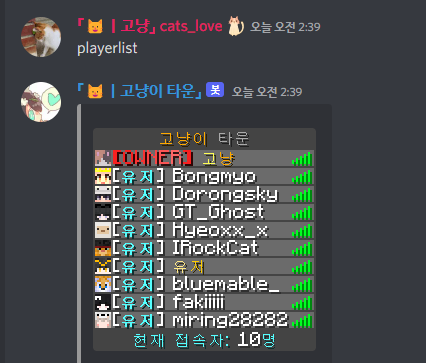 「🐱 | 고냥」 cats_love 🐈 오늘 오전 2:39
playerlist
「🐱 | 고냥이 타운」 봇 오늘 오전 2:39
고냥이 타운
[OWNER] 고냥
[유저] Bongmyo
[유저] Dorongsky
[유저] GT_Ghost
[유저] Hyeoxx_x
[유저] IRockCat
[유저] 유저
[유저] bluemable_
[유저] fakiiiii
[유저] miring28282
현재 접속자: 10명